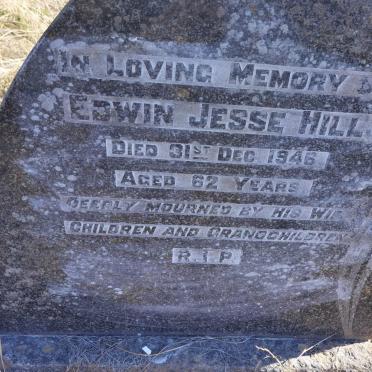 IN LOVING MEMORY
EDWIN JESSE HILL
DIED 31ST DEC 1946
AGED 62 YEARS
DEEPLY MOURNED BY HIS WIF
CHILDREN AND GRANDCHILDREN
R.I.P.